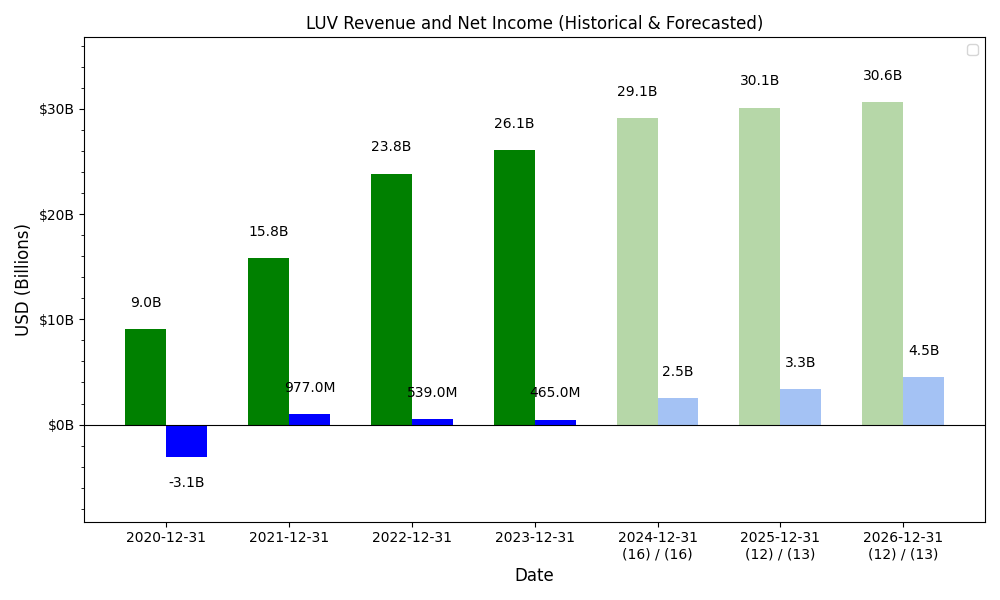 LUV Revenue and Net Income (Historical & Forecasted)
USD (Billions)
$30B
$20B
$10B
$0B
9.0B
-3.1B
15.8B
977.0M
23.8B
539.0M
26.1B
465.0M
29.1B
2.5B
30.1B
3.3B
30.6B
4.5B
2020-12-31
2021-12-31
2022-12-31
2023-12-31
2024-12-31
(16) / (16)
2025-12-31
(12) / (13)
2026-12-31
(12) / (13)
Date